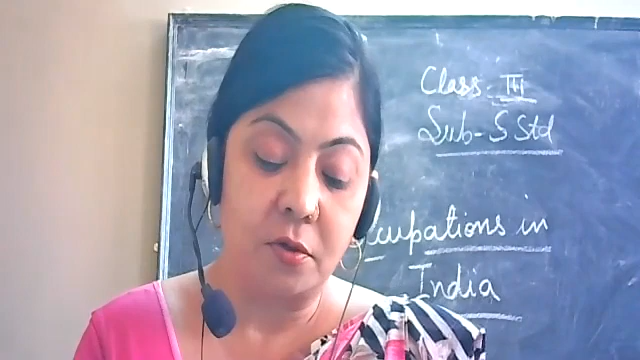 Class - III
Sub - S Std
cupations in
India